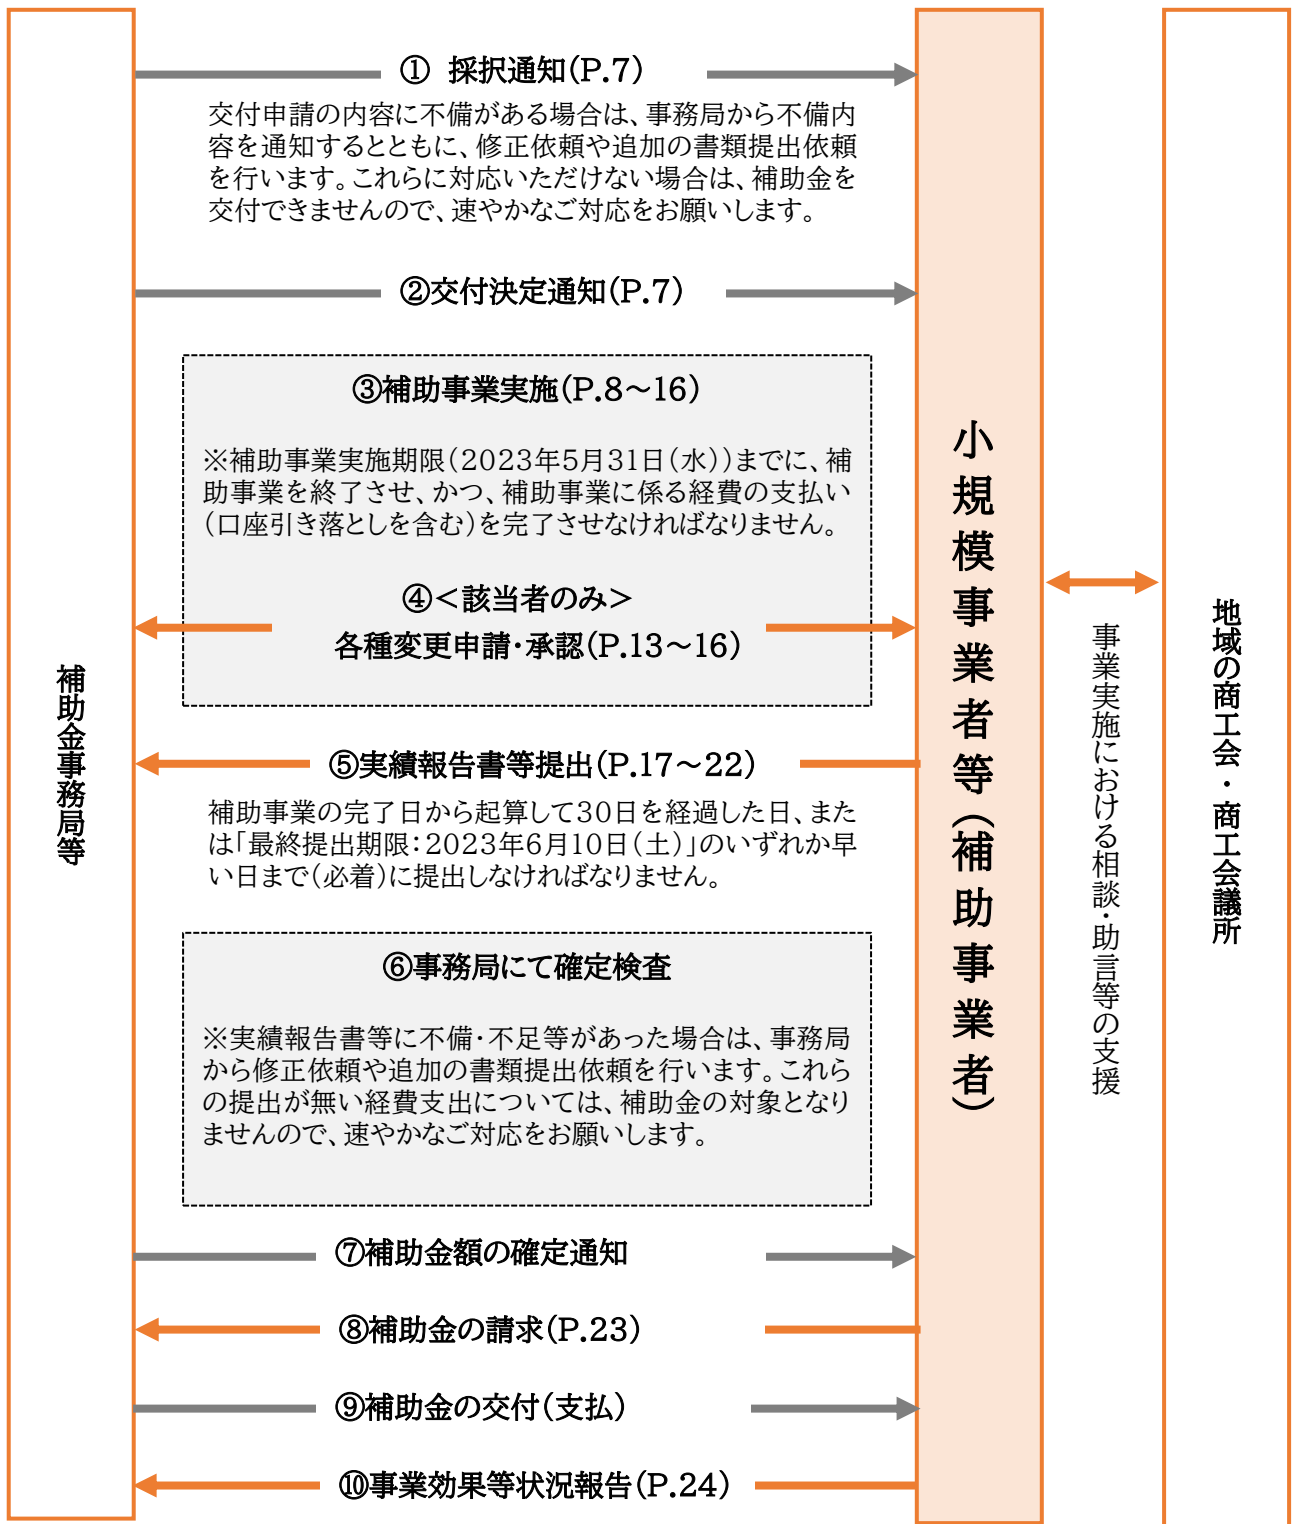 ① 採択通知(P.7)
交付申請の内容に不備がある場合は、事務局から不備内
容を通知するとともに、修正依頼や追加の書類提出依頼
を行います。これらに対応いただけない場合は、補助金を
交付できませんので、速やかなご対応をお願いします。
②交付決定通知(P.7)
③補助事業実施(P.8～16)
※補助事業実施期限(2023年5月31日(水))までに、補
助事業を終了させ、かつ、補助事業に係る経費の支払い
(口座引き落としを含む)を完了させなければなりません。
④＜該当者のみ＞
各種変更申請・承認(P.13～16)
⑤実績報告書等提出(P.17～22)
補助事業の完了日から起算して30日を経過した日、また
は「最終提出期限：2023年6月10日(土)」のいずれか早
い日まで(必着)に提出しなければなりません。
⑥事務局にて確定検査
※実績報告書等に不備・不足等があった場合は、事務局
から修正依頼や追加の書類提出依頼を行います。これら
の提出が無い経費支出については、補助金の対象となり
ませんので、速やかなご対応をお願いします。
⑦補助金額の確定通知
⑧補助金の請求(P.23)
⑨補助金の交付(支払)
⑩事業効果等状況報告(P.24)
補助金事務局等
小規模事業者等(補助事業者)
事業実施における相談・助言等の支援
地域の商工会・商工会議所